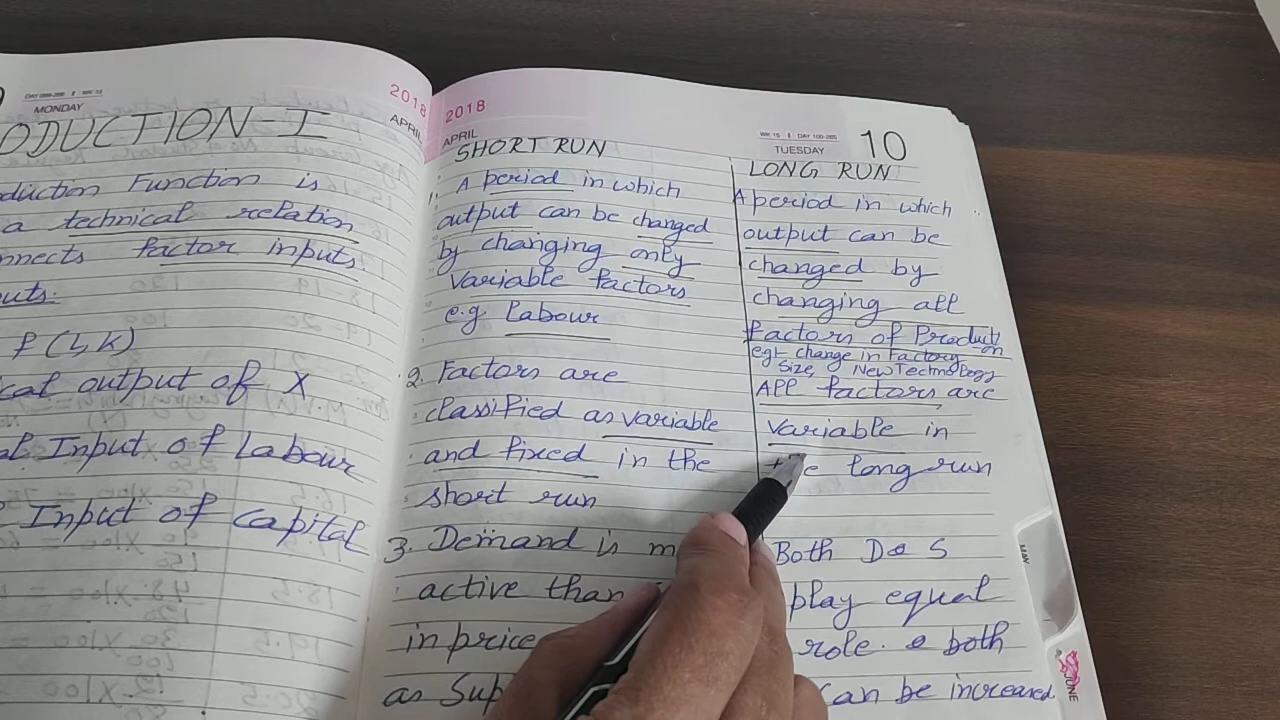 MONDAY
2018
APRIL
ODUCTION-I
duction Function is
a technical relation
nnects factor inputs
uts.
f(L,K)
cal output of X
al Input of Labour
Input of capital
2018
APRIL
TUESDAY
10
SHORT RUN
1. A period in which
output can be changed
by changing only
Variable factors
e.g Labour
2. Factors are
classified as variable
and fixed in the
short run
3. Demand is m
active than
in price
as Sup
LONG RUN
A period in which
output can be
changed by
changing all
factors of Production
eg:- change in Factory
Size, New Technology
All factors are
Variable in
the long run
Both D & S
play equal
role. & both
can be increased
MAY
JUNE